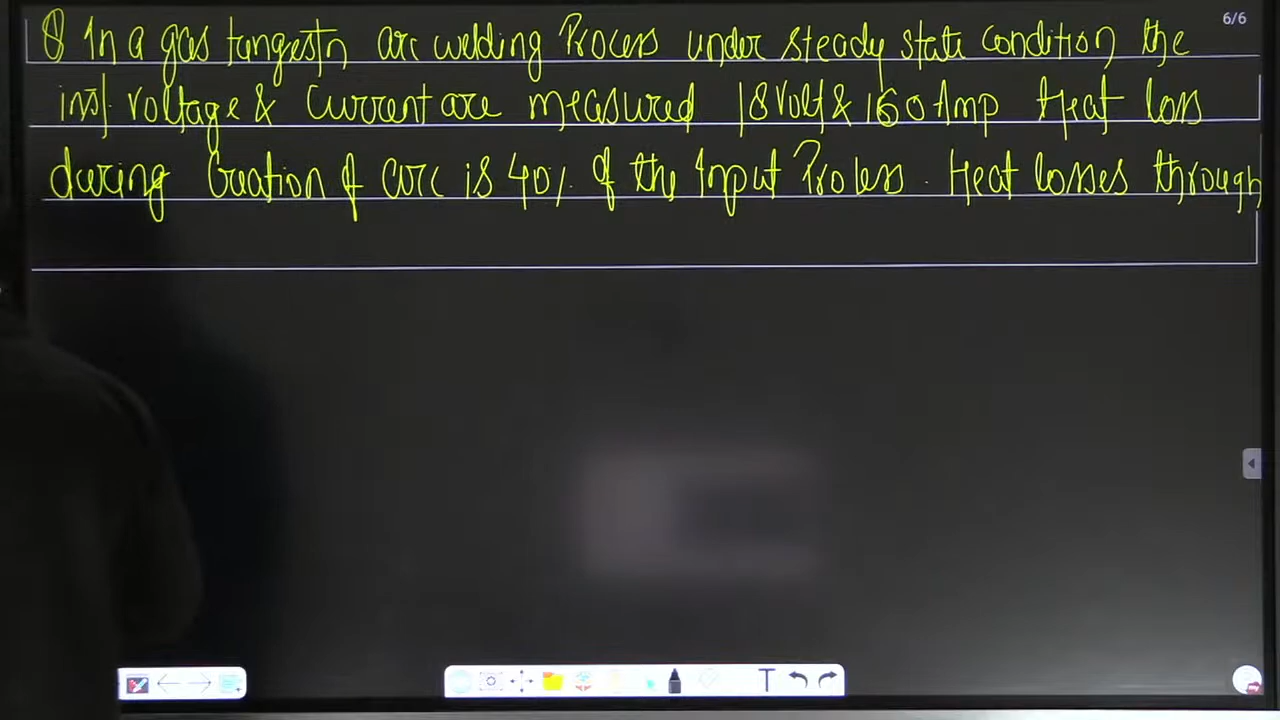 6/6
Q In a gas tungestn arc welding Process under steady state condition the
inst voltage & Current are measured 18 Volt & 160 Amp Heat loss
during Creation of arc is 40% of the Input Process. Heat losses through
T